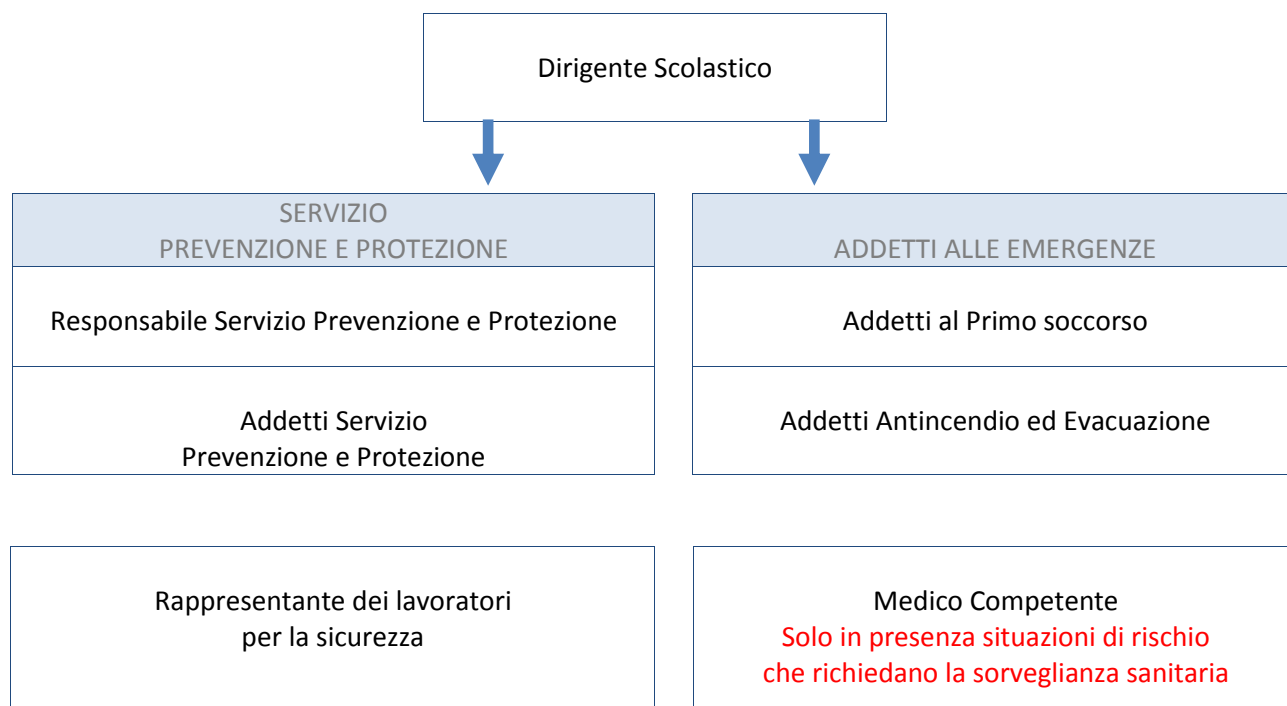 Dirigente Scolastico
SERVIZIO
PREVENZIONE E PROTEZIONE
Responsabile Servizio Prevenzione e Protezione
Addetti Servizio
Prevenzione e Protezione
ADDETTI ALLE EMERGENZE
Addetti al Primo soccorso
Addetti Antincendio ed Evacuazione
Rappresentante dei lavoratori
per la sicurezza
Medico Competente
Solo in presenza situazioni di rischio
che richiedano la sorveglianza sanitaria